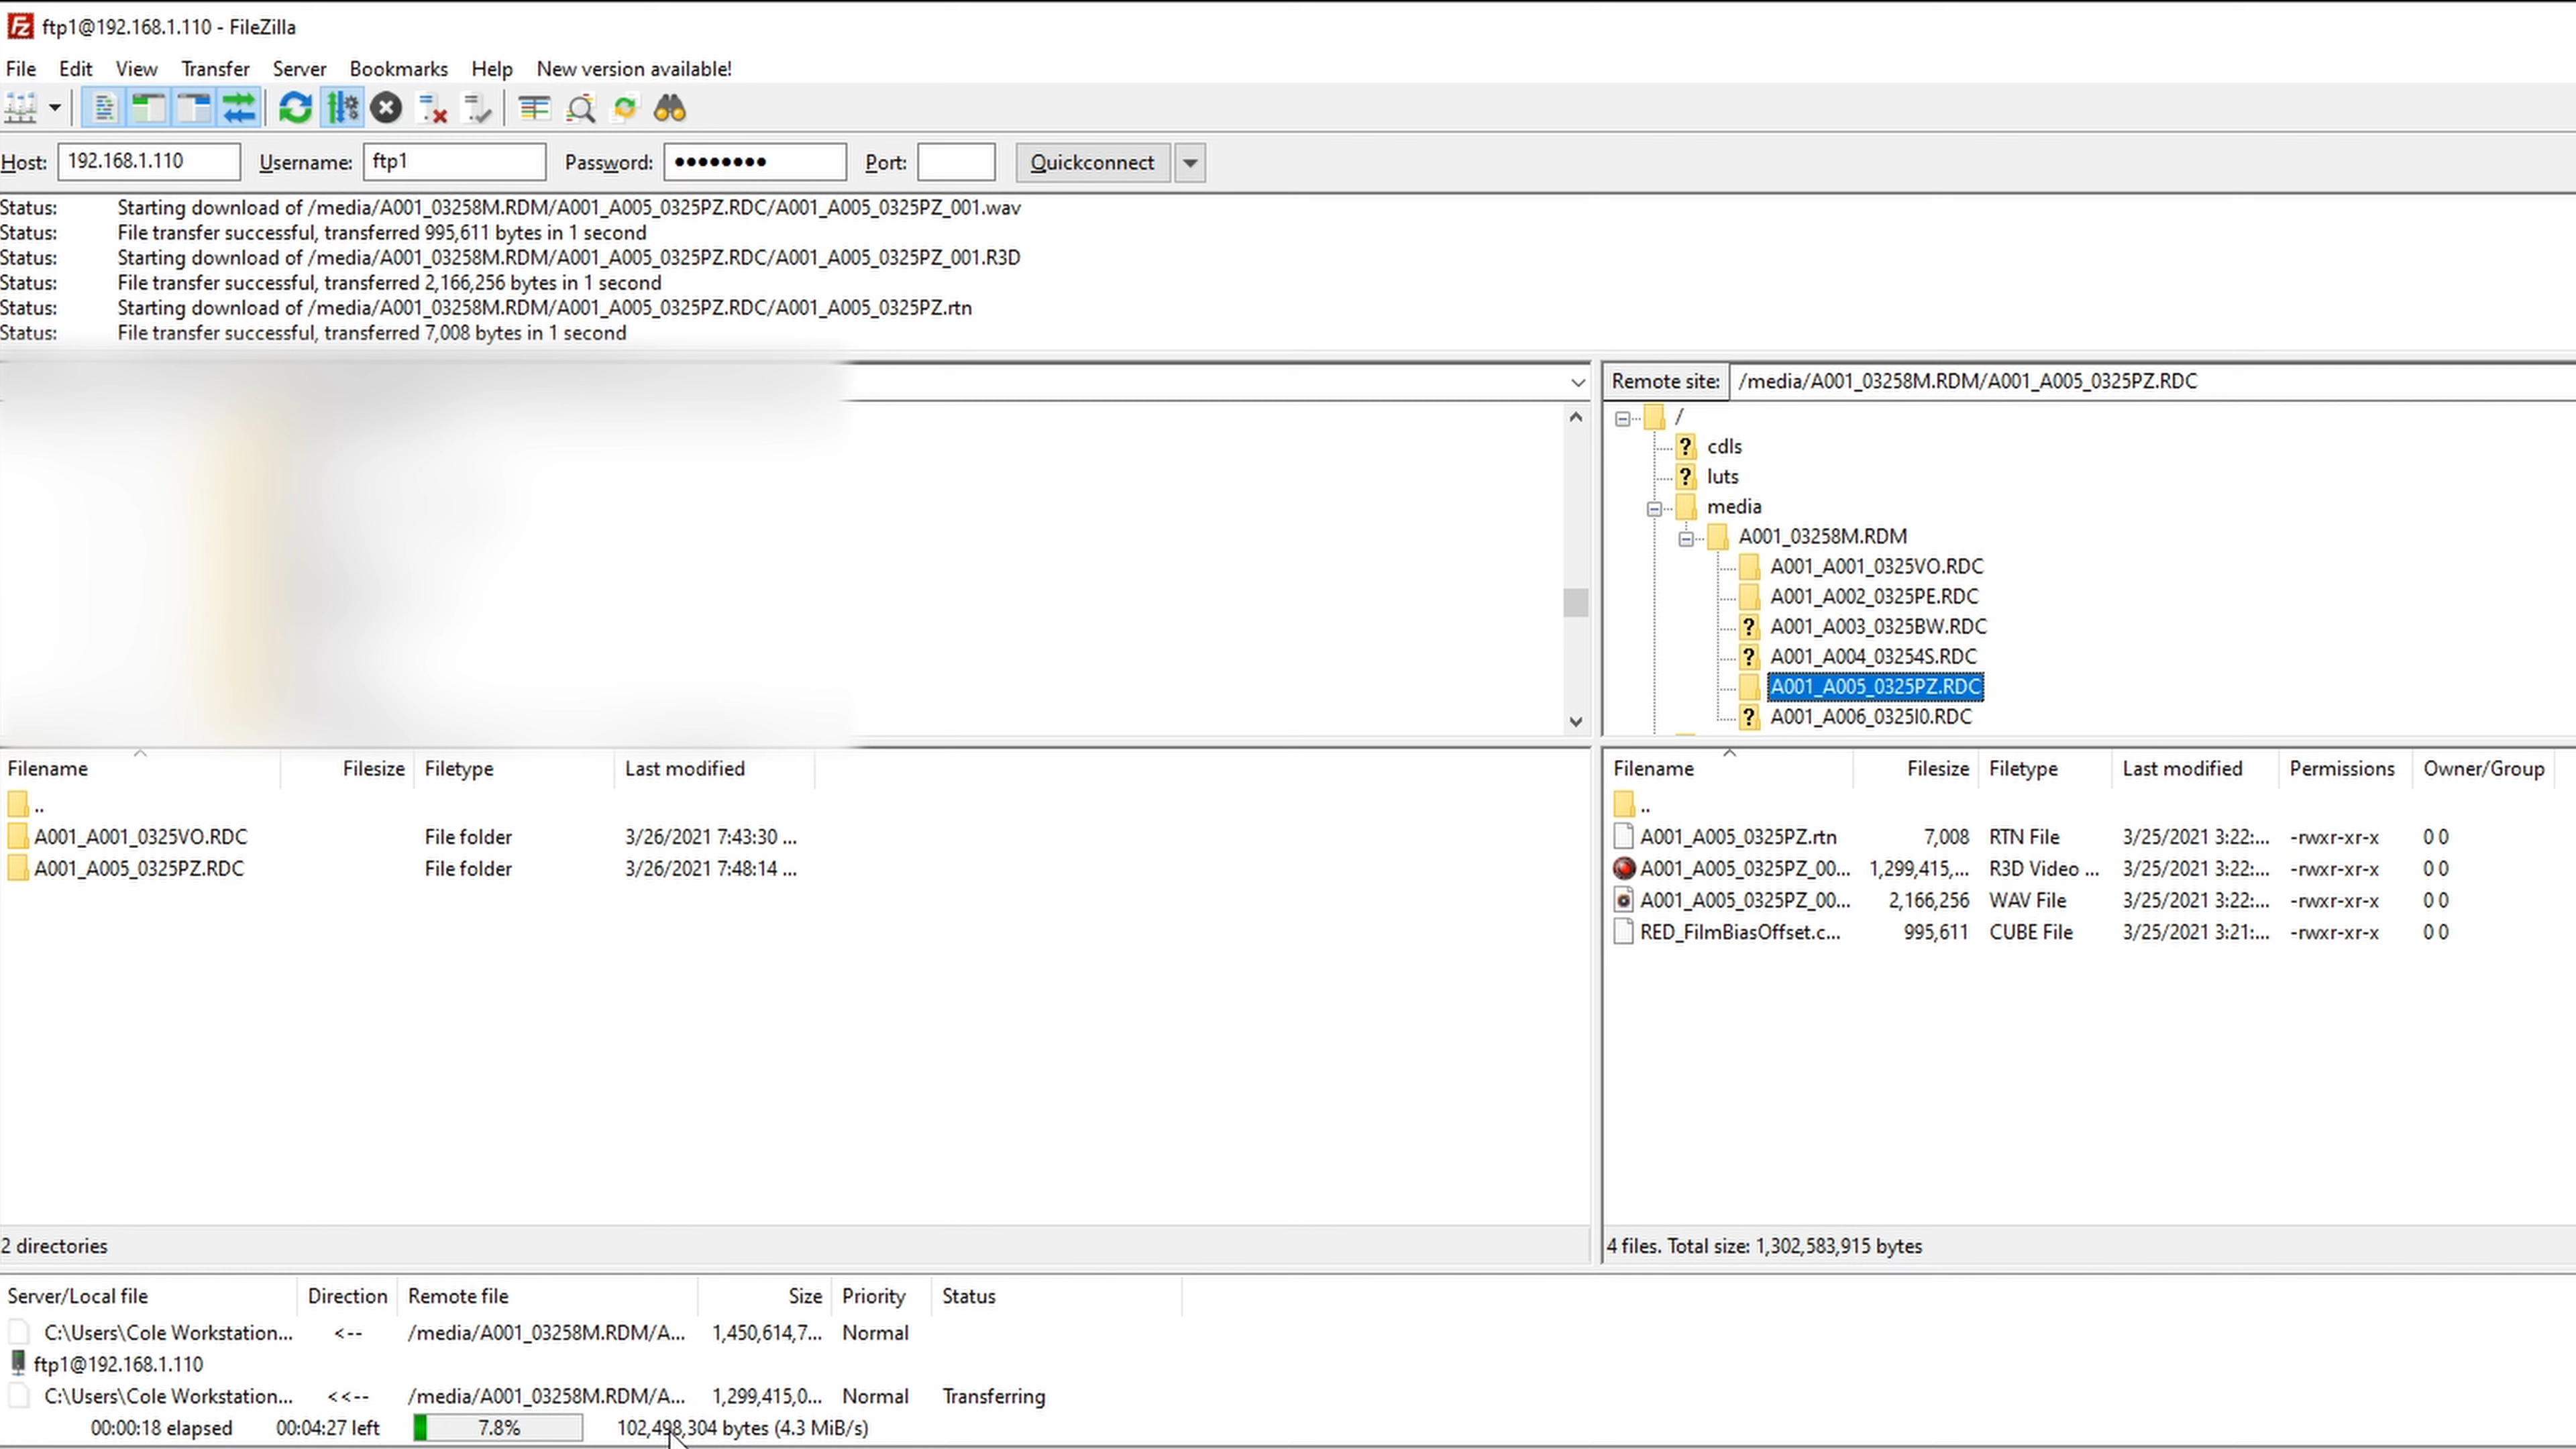 ftp1@192.168.1.110 - FileZilla
File Edit View Transfer Server Bookmarks Help New version available!
Host: 192.168.1.110 Username: ftp1 Password: ●●●●●●●● Port: Quickconnect
Status: Starting download of /media/A001_03258M.RDM/A001_A005_0325PZ.RDC/A001_A005_0325PZ_001.wav
Status: File transfer successful, transferred 995,611 bytes in 1 second
Status: Starting download of /media/A001_03258M.RDM/A001_A005_0325PZ.RDC/A001_A005_0325PZ_001.R3D
Status: File transfer successful, transferred 2,166,256 bytes in 1 second
Status: Starting download of /media/A001_03258M.RDM/A001_A005_0325PZ.RDC/A001_A005_0325PZ.rtn
Status: File transfer successful, transferred 7,008 bytes in 1 second
Remote site: /media/A001_03258M.RDM/A001_A005_0325PZ.RDC
/
? cdls
? luts
media
A001_03258M.RDM
A001_A001_0325VO.RDC
A001_A002_0325PE.RDC
? A001_A003_0325BW.RDC
? A001_A004_03254S.RDC
A001_A005_0325PZ.RDC
? A001_A006_0325I0.RDC
Filename Filesize Filetype Last modified
..
A001_A001_0325VO.RDC File folder 3/26/2021 7:43:30 ...
A001_A005_0325PZ.RDC File folder 3/26/2021 7:48:14 ...
2 directories
Filename Filesize Filetype Last modified Permissions Owner/Group
..
A001_A005_0325PZ.rtn 7,008 RTN File 3/25/2021 3:22:... -rwxr-xr-x 0 0
A001_A005_0325PZ_00... 1,299,415,... R3D Video ... 3/25/2021 3:22:... -rwxr-xr-x 0 0
A001_A005_0325PZ_00... 2,166,256 WAV File 3/25/2021 3:22:... -rwxr-xr-x 0 0
RED_FilmBiasOffset.c... 995,611 CUBE File 3/25/2021 3:21:... -rwxr-xr-x 0 0
4 files. Total size: 1,302,583,915 bytes
Server/Local file Direction Remote file Size Priority Status
C:\Users\Cole Workstation... <-- /media/A001_03258M.RDM/A... 1,450,614,7... Normal
ftp1@192.168.1.110
C:\Users\Cole Workstation... <<-- /media/A001_03258M.RDM/A... 1,299,415,0... Normal Transferring
00:00:18 elapsed 00:04:27 left 7.8% 102,498,304 bytes (4.3 MiB/s)